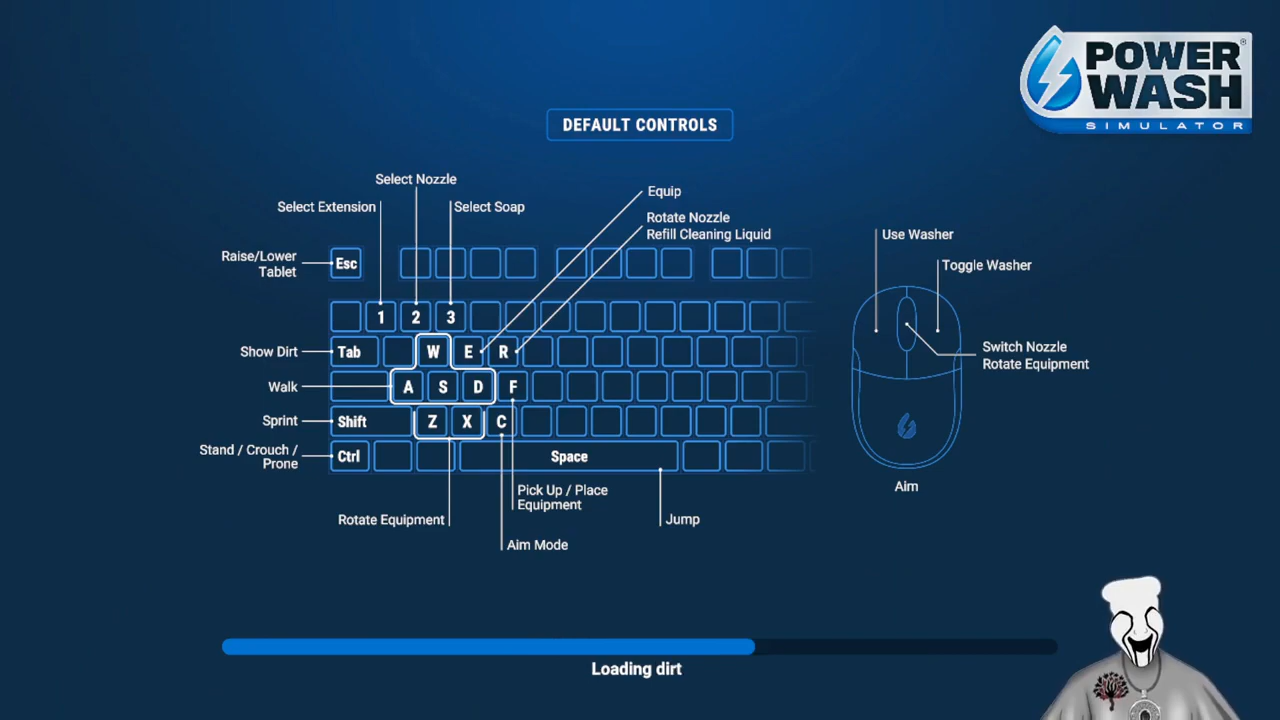 POWER
WASH
SIMULATOR
DEFAULT CONTROLS
Select Nozzle
Select Extension
Select Soap
Equip
Rotate Nozzle
Refill Cleaning Liquid
Raise/Lower
Tablet
Esc
1 2 3
Show Dirt
Tab W E R
Walk
A S D F
Sprint
Shift Z X C
Stand / Crouch /
Prone
Ctrl Space
Pick Up / Place
Equipment
Rotate Equipment
Jump
Aim Mode
Use Washer
Toggle Washer
Switch Nozzle
Rotate Equipment
Aim
Loading dirt